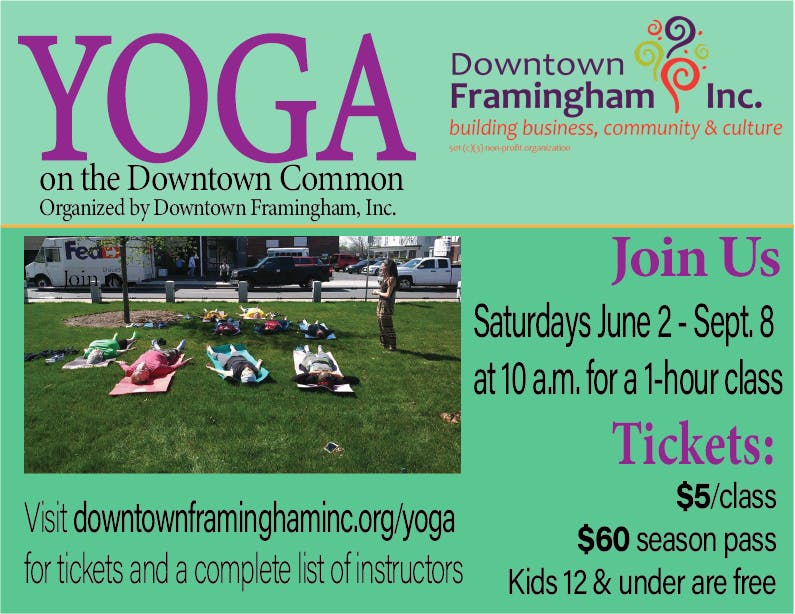 YOGA
on the Downtown Common
Organized by Downtown Framingham, Inc.
Downtown
Framingham Inc.
building business, community & culture
501 (c)(3) non-profit organization
FedEx
Join
Join Us
Saturdays June 2 - Sept. 8
at 10 a.m. for a 1-hour class
Tickets:
$5/class
$60 season pass
Kids 12 & under are free
Visit downtownframinghaminc.org/yoga
for tickets and a complete list of instructors